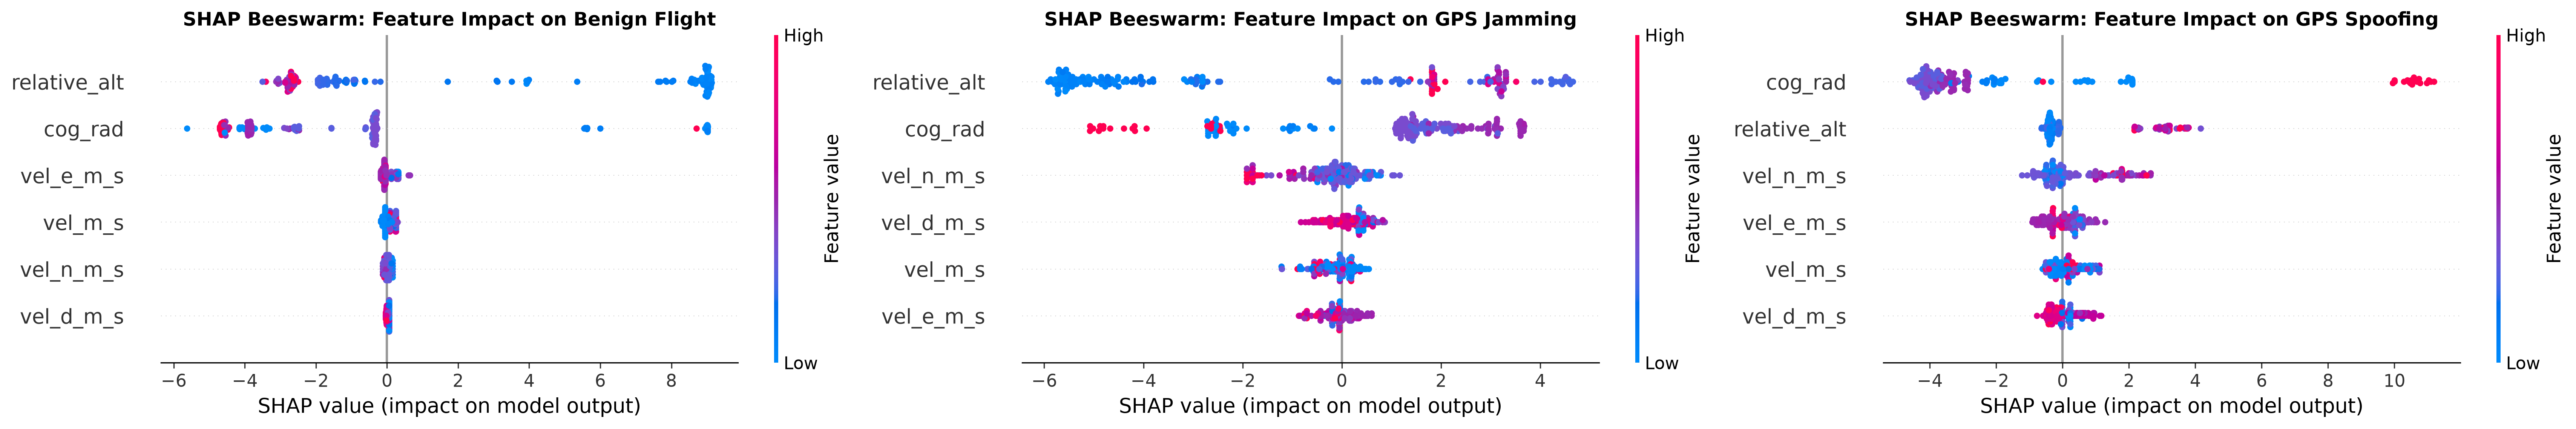 SHAP Beeswarm: Feature Impact on Benign Flight
High
relative_alt
cog_rad
vel_e_m_s
vel_m_s
vel_n_m_s
vel_d_m_s
Feature value
Low
−6 −4 −2 0 2 4 6 8
SHAP value (impact on model output)
SHAP Beeswarm: Feature Impact on GPS Jamming
High
relative_alt
cog_rad
vel_n_m_s
vel_d_m_s
vel_m_s
vel_e_m_s
Feature value
Low
−6 −4 −2 0 2 4
SHAP value (impact on model output)
SHAP Beeswarm: Feature Impact on GPS Spoofing
High
cog_rad
relative_alt
vel_n_m_s
vel_e_m_s
vel_m_s
vel_d_m_s
Feature value
Low
−4 −2 0 2 4 6 8 10
SHAP value (impact on model output)